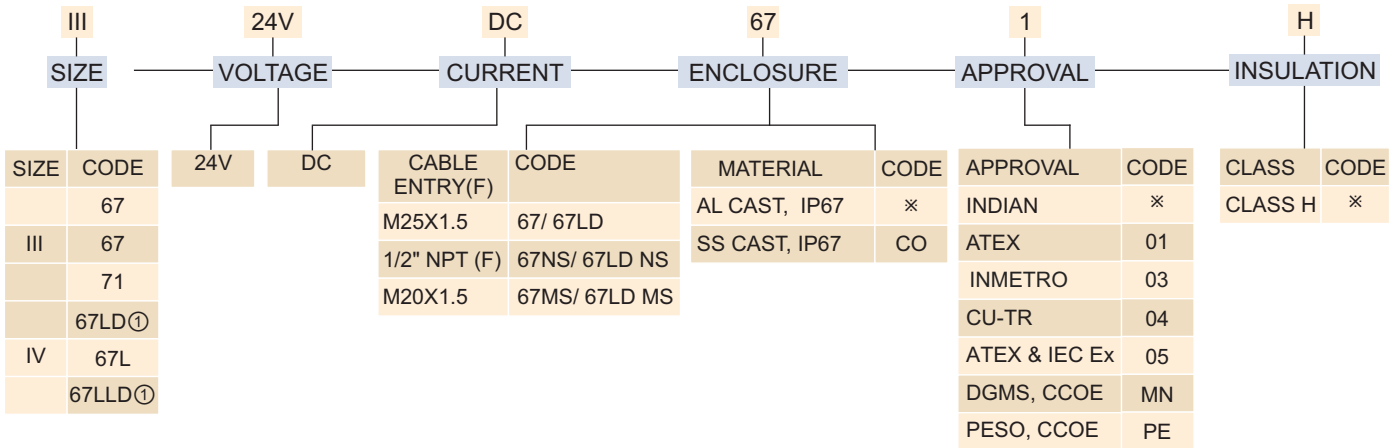 III 24V DC 67 1 H
SIZE VOLTAGE CURRENT ENCLOSURE APPROVAL INSULATION
SIZE CODE
67
III 67
71
67LD①
IV 67L
67LLD①
24V
DC
CABLE ENTRY(F) CODE
M25X1.5 67/ 67LD
1/2" NPT (F) 67NS/ 67LD NS
M20X1.5 67MS/ 67LD MS
MATERIAL CODE
AL CAST, IP67 ※
SS CAST, IP67 CO
APPROVAL CODE
INDIAN ※
ATEX 01
INMETRO 03
CU-TR 04
ATEX & IEC Ex 05
DGMS, CCOE MN
PESO, CCOE PE
CLASS CODE
CLASS H ※